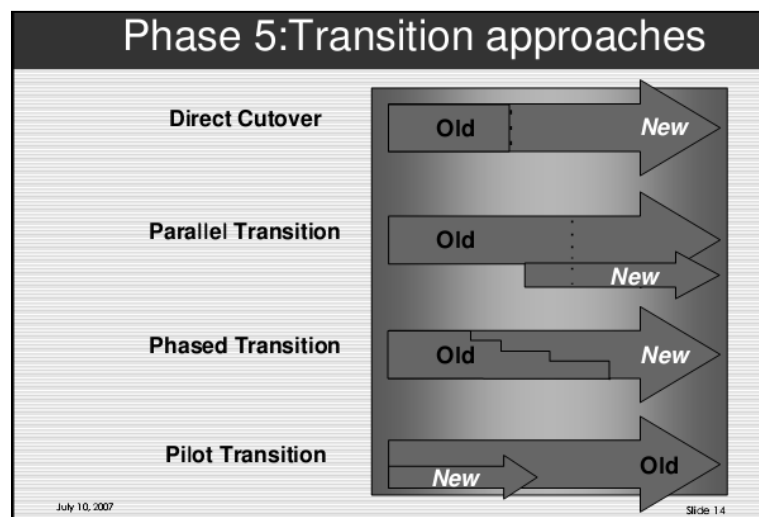 Phase 5:Transition approaches
Direct Cutover
Old
New
Parallel Transition
Old
New
Phased Transition
Old
New
Pilot Transition
New
Old
July 10, 2007
Slide 14